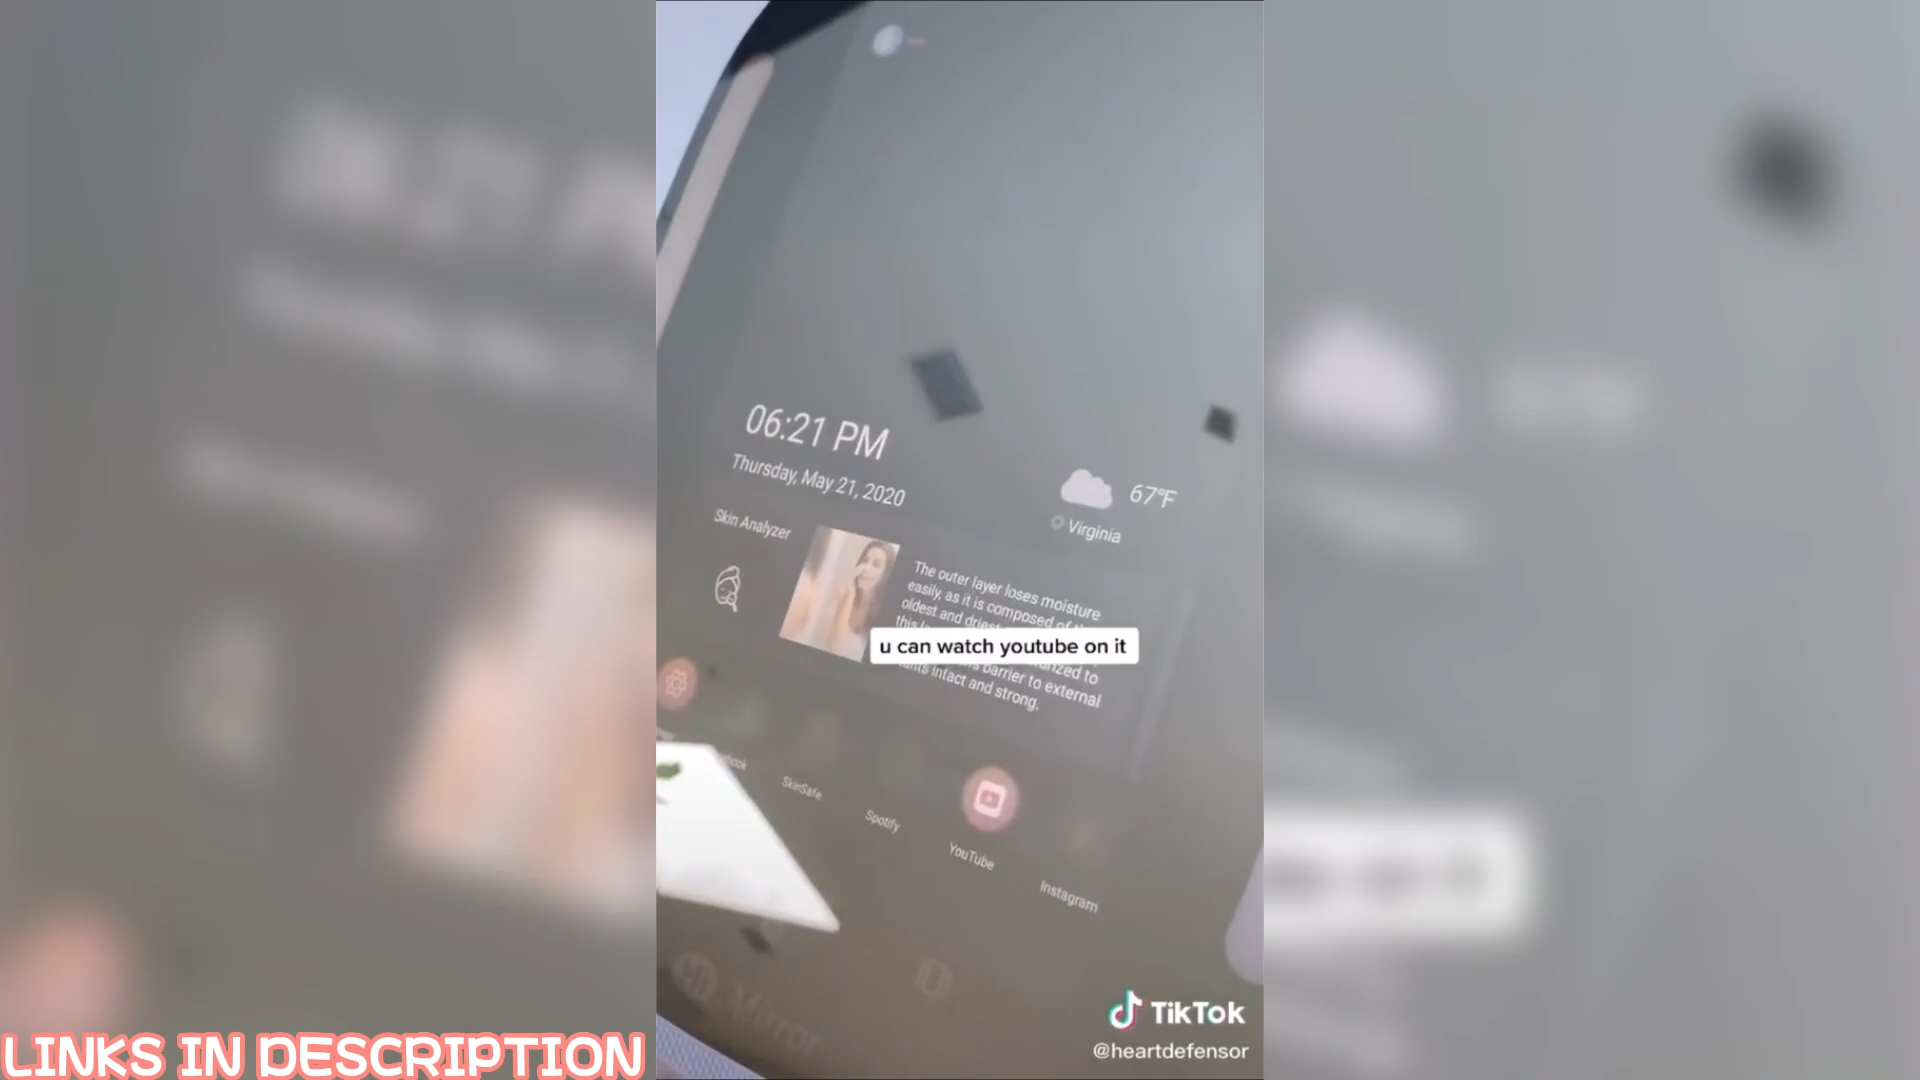 06:21 PM
Thursday, May 21, 2020
67°F
Virginia
Skin Analyzer
The outer layer loses moisture
easily, as it is composed of
oldest and
u can watch youtube on it
to
barrier to external
intact and strong.
SkinSafe
Spotify
YouTube
Instagram
Mirror
TikTok
@heartdefensor
LINKS IN DESCRIPTION